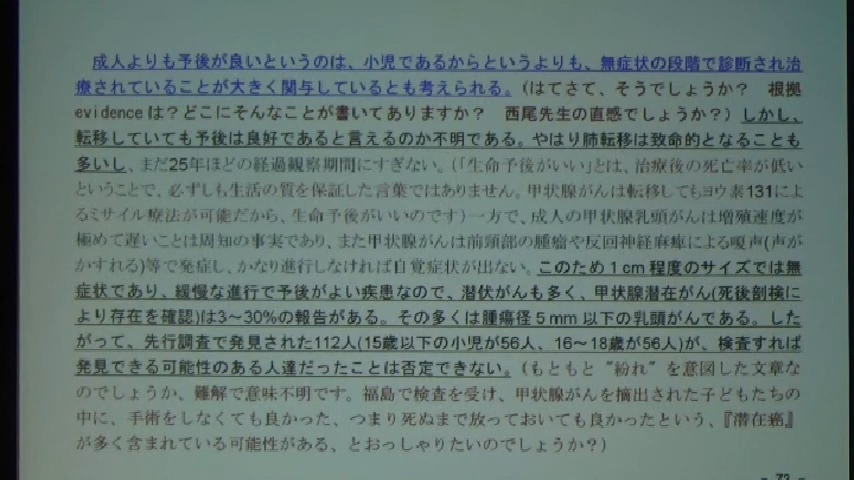 成人よりも予後が良いというのは、小児であるからというよりも、無症状の段階で診断され治
療されていることが大きく関与しているとも考えられる。(はてさて、そうでしょうか？　根拠
evidenceは？どこにそんなことが書いてありますか？　西尾先生の直感でしょうか？)しかし、
転移していても予後は良好であると言えるのか不明である。やはり肺転移は致命的となることも
多いし、まだ25年ほどの経過観察期間にすぎない。(「生命予後がいい」とは、治療後の死亡率が低い
ということで、必ずしも生活の質を保証した言葉ではありません。甲状腺がんは転移してもヨウ素131によ
るミサイル療法が可能だから、生命予後がいいのです)一方で、成人の甲状腺乳頭がんは増殖速度が
極めて遅いことは周知の事実であり、また甲状腺がんは前頸部の腫瘤や反回神経麻痺による嗄声(声が
かすれる)等で発症し、かなり進行しなければ自覚症状が出ない。このため1cm程度のサイズでは無
症状であり、緩慢な進行で予後がよい疾患なので、潜伏がんも多く、甲状腺潜在がん(死後剖検に
より存在を確認)は3～30%の報告がある。その多くは腫瘍径5mm以下の乳頭がんである。した
がって、先行調査で発見された112人(15歳以下の小児が56人、16～18歳が56人)が、検査すれば
発見できる可能性のある人達だったことは否定できない。(もともと“紛れ”を意図した文章な
のでしょうか、難解で意味不明です。福島で検査を受け、甲状腺がんを摘出された子どもたちの
中に、手術をしなくても良かった、つまり死ぬまで放っておいても良かったという、『潜在癌』
が多く含まれている可能性がある、とおっしゃりたいのでしょうか？)
- 72 -